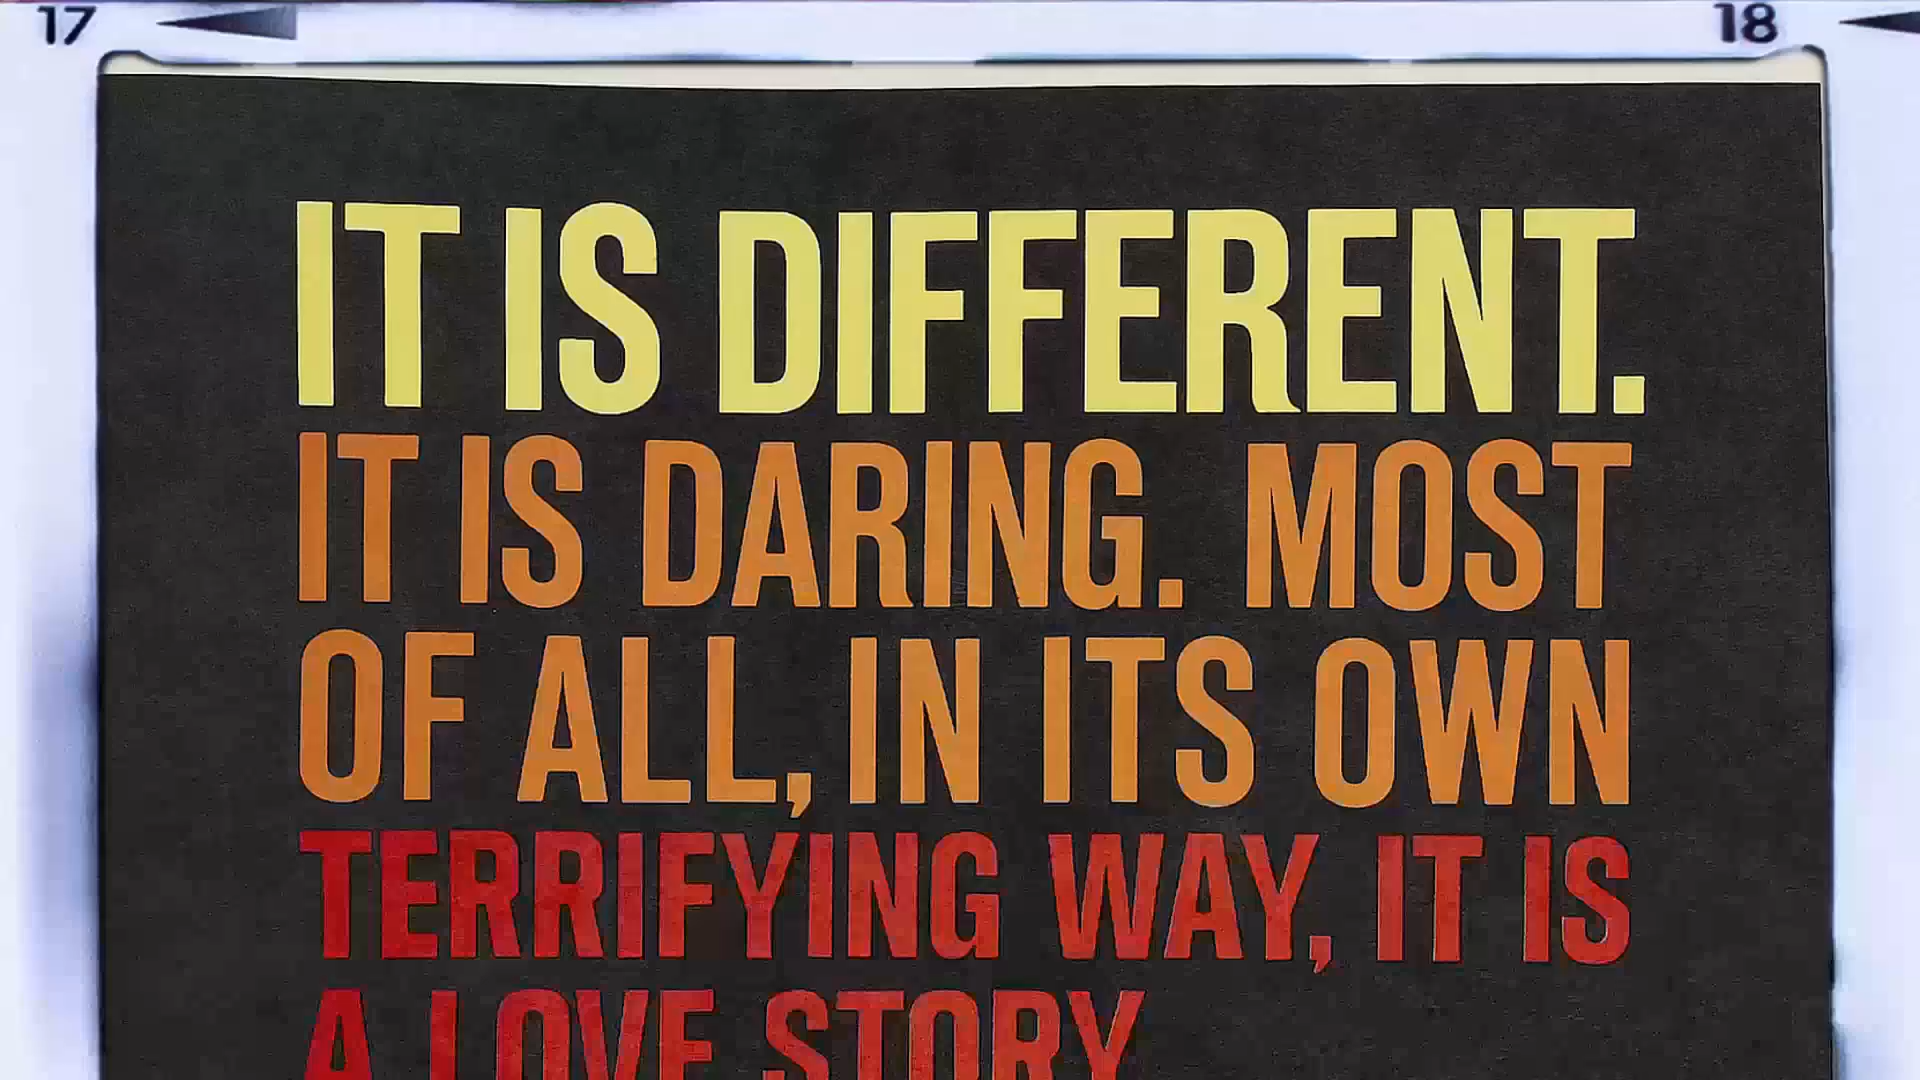 17 18
IT IS DIFFERENT.
IT IS DARING. MOST
OF ALL, IN ITS OWN
TERRIFYING WAY, IT IS
A LOVE STORY